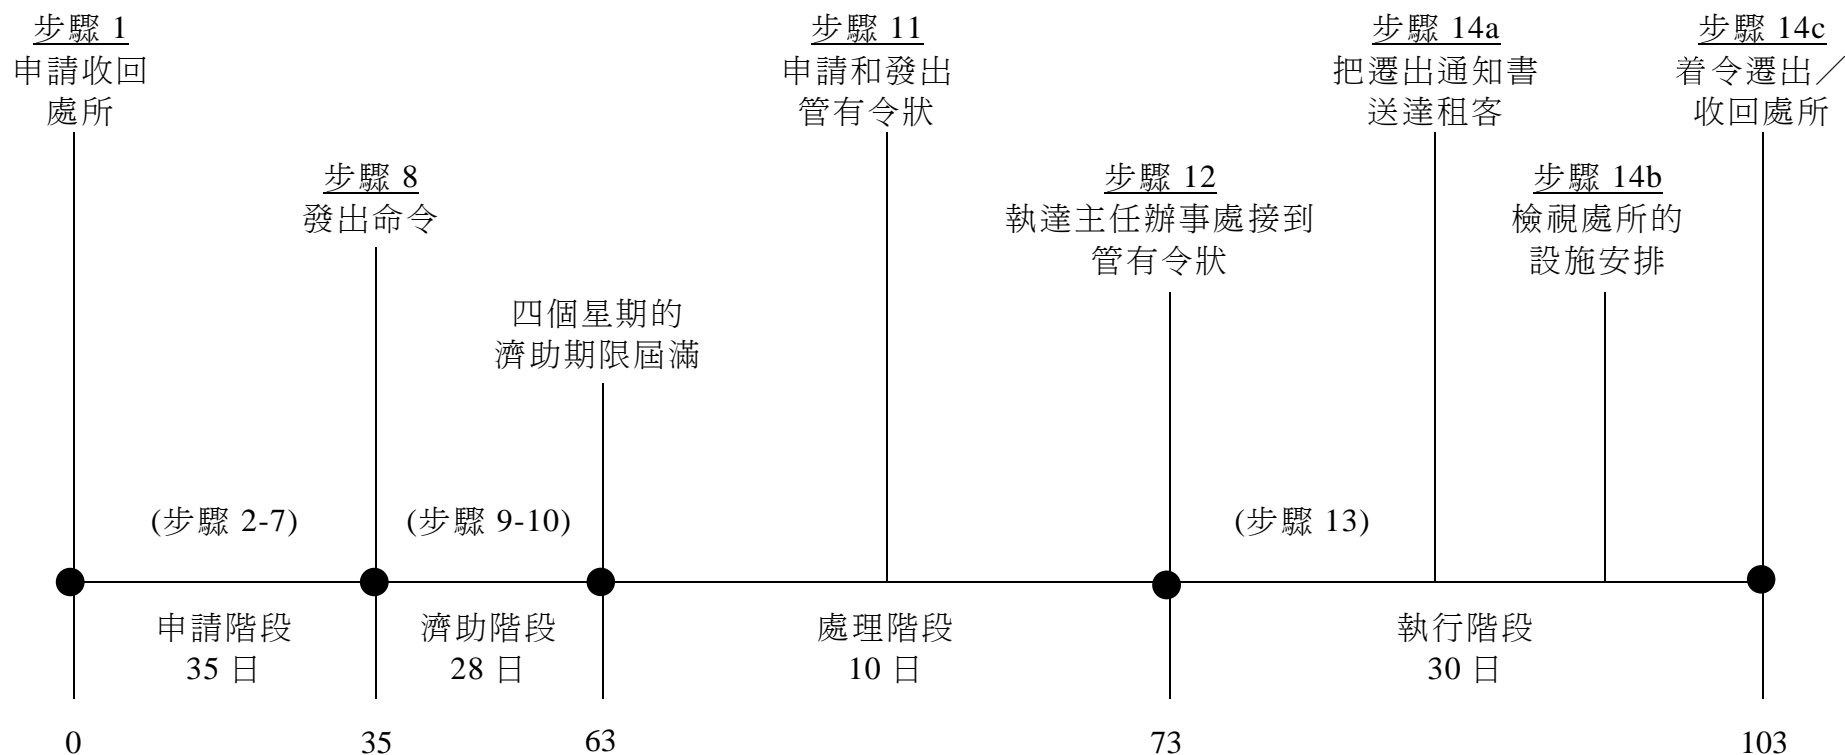 步驟 1
申請收回
處所
步驟 11
申請和發出
管有令狀
步驟 14a
把遷出通知書
送達租客
步驟 14c
着令遷出／
收回處所
步驟 8
發出命令
步驟 12
執達主任辦事處接到
管有令狀
步驟 14b
檢視處所的
設施安排
四個星期的
濟助期限屆滿
(步驟 2-7)
(步驟 9-10)
(步驟 13)
申請階段
35 日
濟助階段
28 日
處理階段
10 日
執行階段
30 日
0
35
63
73
103